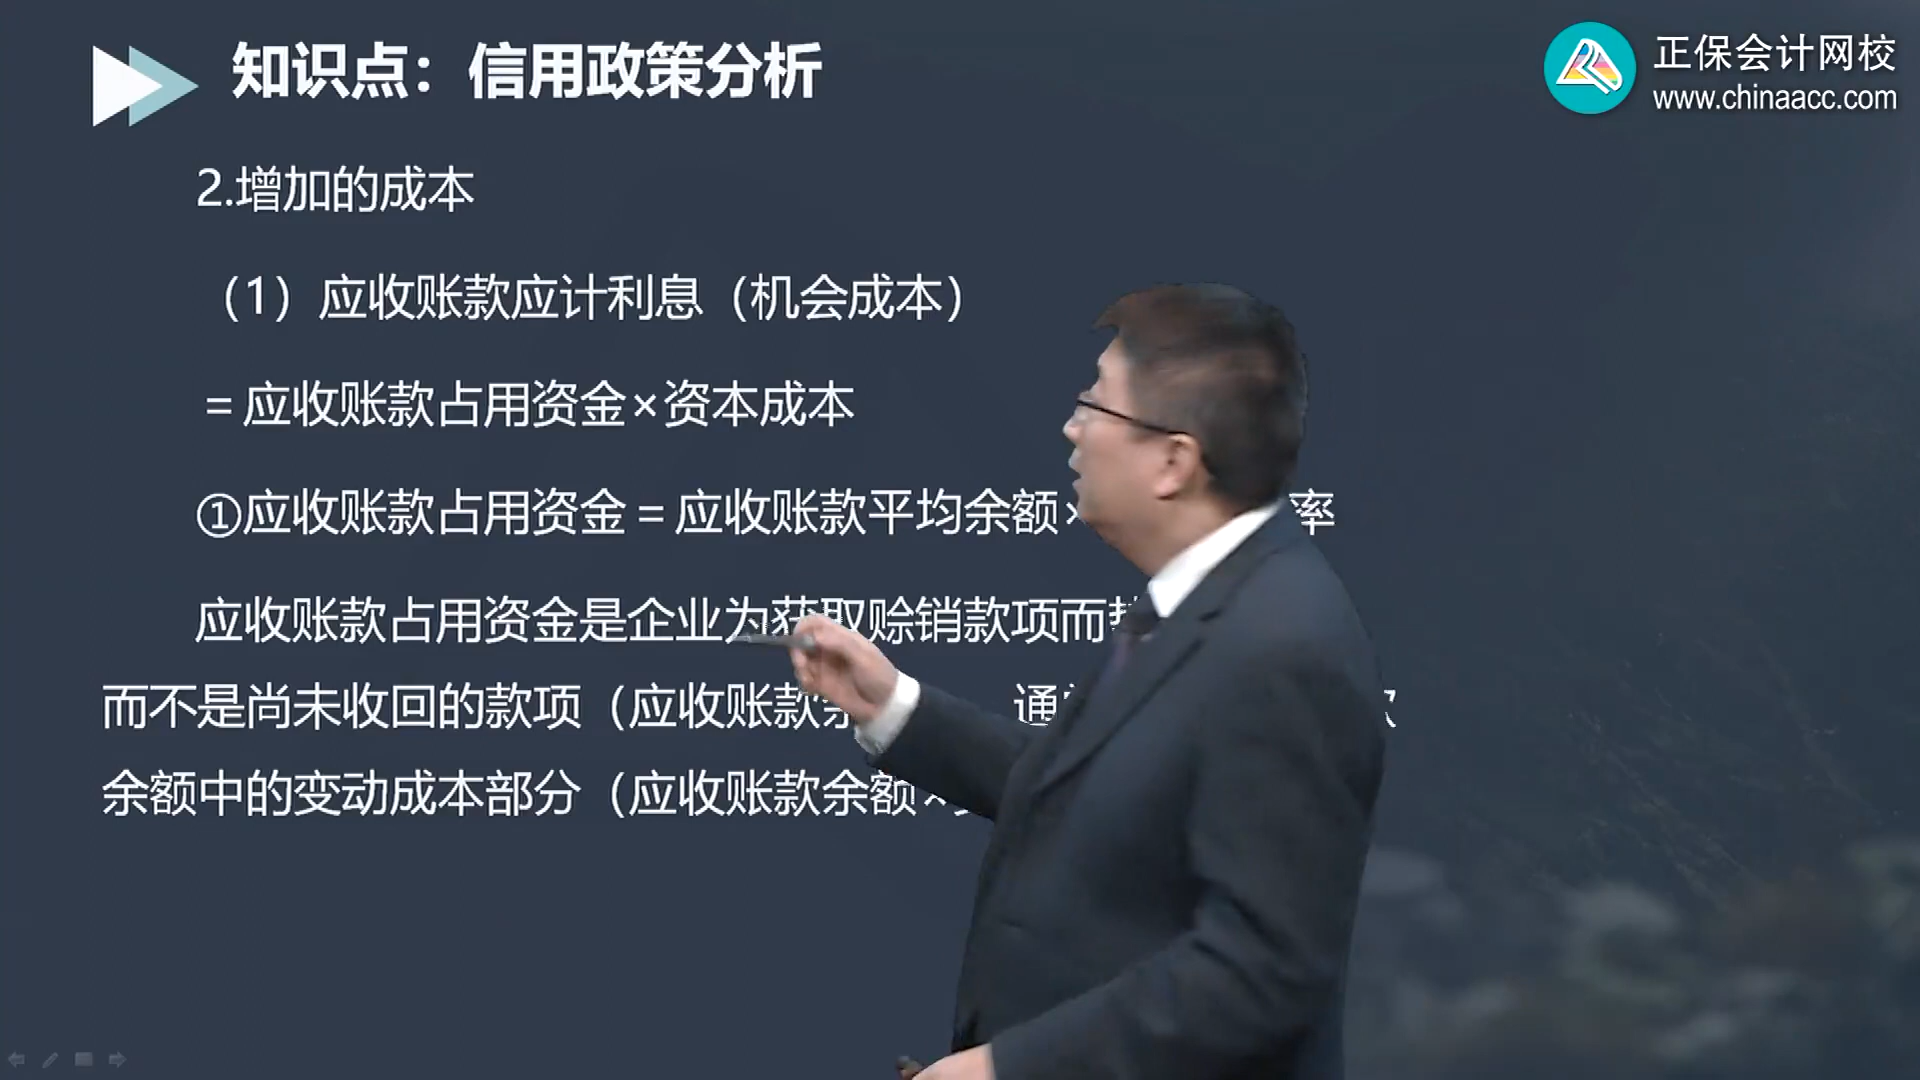 知识点：信用政策分析
正保会计网校
www.chinaacc.com
2.增加的成本
（1）应收账款应计利息（机会成本）
＝应收账款占用资金×资本成本
①应收账款占用资金＝应收账款平均余额× 率
应收账款占用资金是企业为获取赊销款项而
而不是尚未收回的款项（应收账款 通
余额中的变动成本部分（应收账款余额×